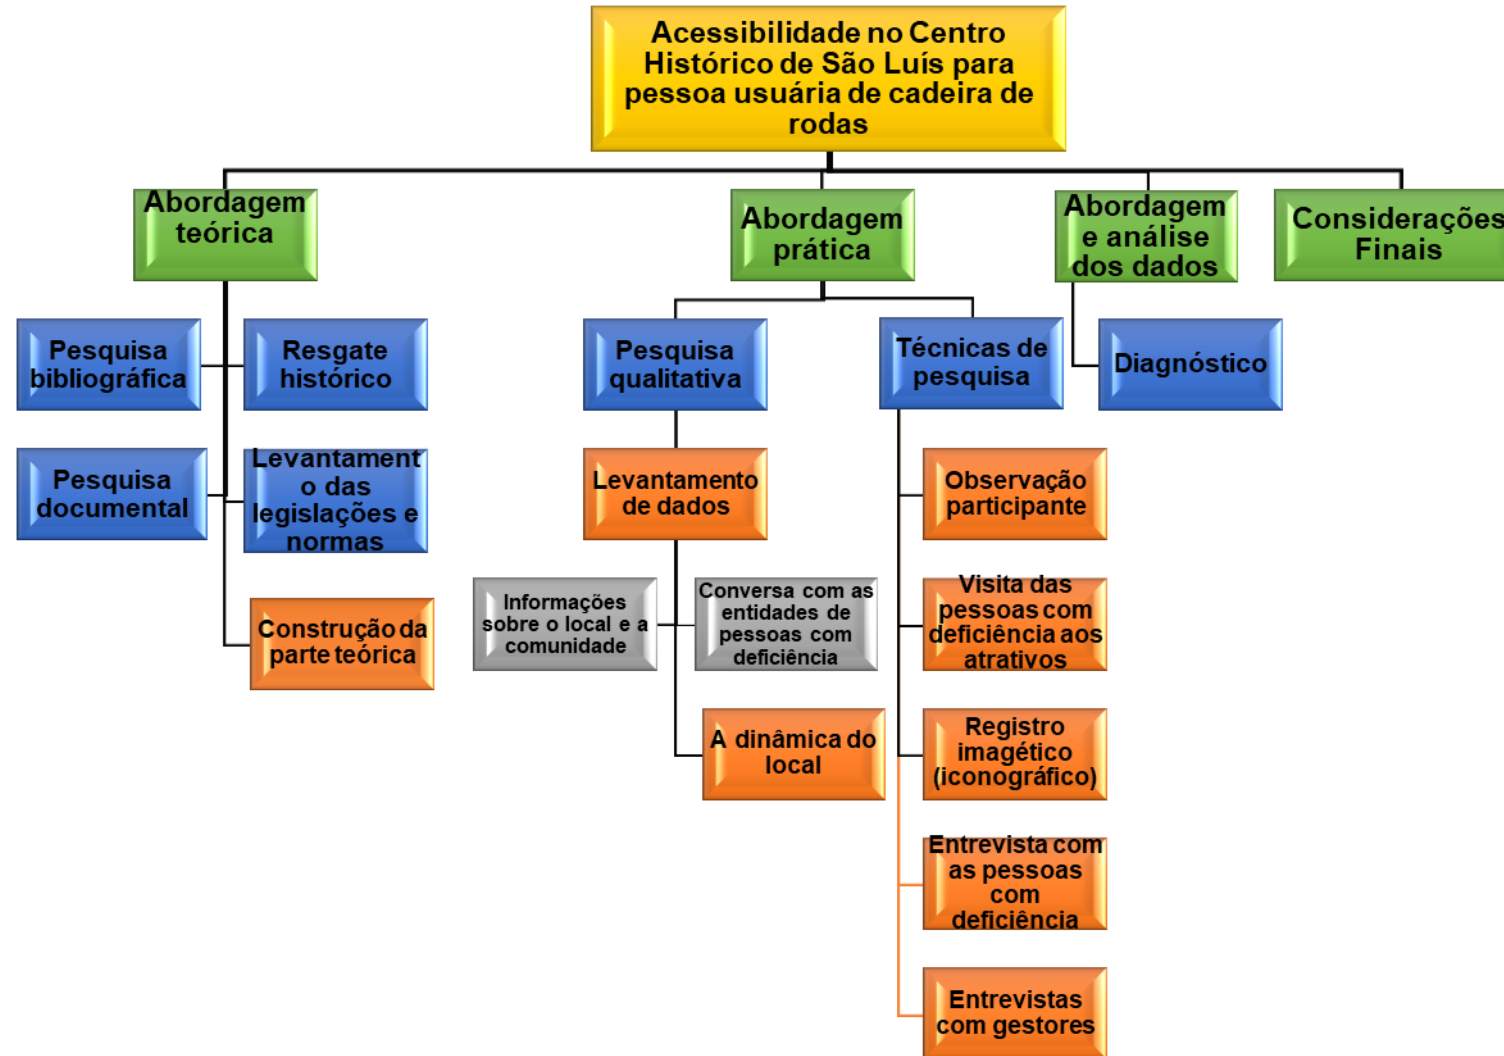 Acessibilidade no Centro
Histórico de São Luís para
pessoa usuária de cadeira de
rodas
Abordagem
teórica
Abordagem
prática
Abordagem
e análise
dos dados
Considerações
Finais
Pesquisa
bibliográfica
Resgate
histórico
Pesquisa
qualitativa
Técnicas de
pesquisa
Diagnóstico
Pesquisa
documental
Levantament
o das
legislações e
normas
Levantamento
de dados
Observação
participante
Informações
sobre o local e a
comunidade
Conversa com as
entidades de
pessoas com
deficiência
Visita das
pessoas com
deficiência aos
atrativos
Construção da
parte teórica
A dinâmica do
local
Registro
imagético
(iconográfico)
Entrevista com
as pessoas
com
deficiência
Entrevistas
com gestores